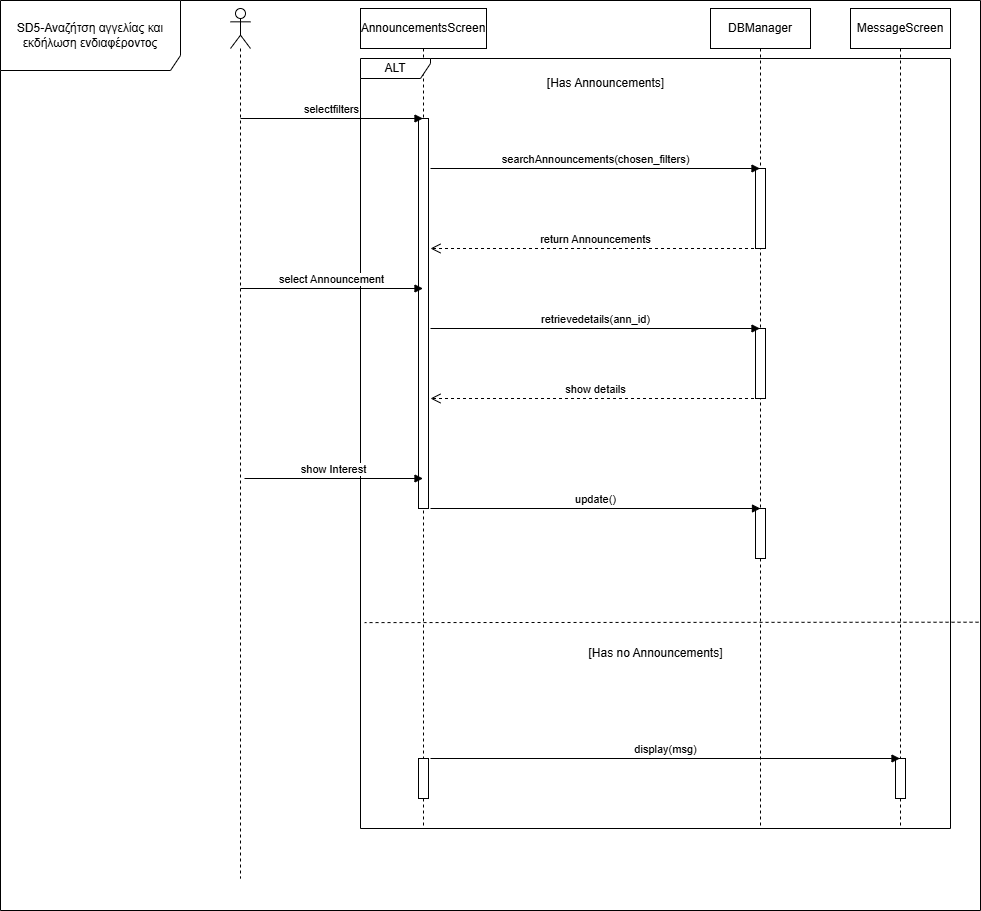 SD5-Αναζήτση αγγελίας και
εκδήλωση ενδιαφέροντος
AnnouncementsScreen
DBManager
MessageScreen
ALT
[Has Announcements]
selectfilters
searchAnnouncements(chosen_filters)
return Announcements
select Announcement
retrievedetails(ann_id)
show details
show Interest
update()
[Has no Announcements]
display(msg)